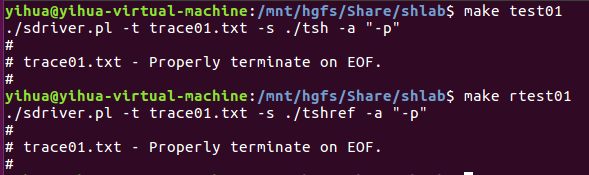 yihua@yihua-virtual-machine:/mnt/hgfs/Share/shlab$ make test01
./sdriver.pl -t trace01.txt -s ./tsh -a "-p"
#
# trace01.txt - Properly terminate on EOF.
#
yihua@yihua-virtual-machine:/mnt/hgfs/Share/shlab$ make rtest01
./sdriver.pl -t trace01.txt -s ./tshref -a "-p"
#
# trace01.txt - Properly terminate on EOF.
#